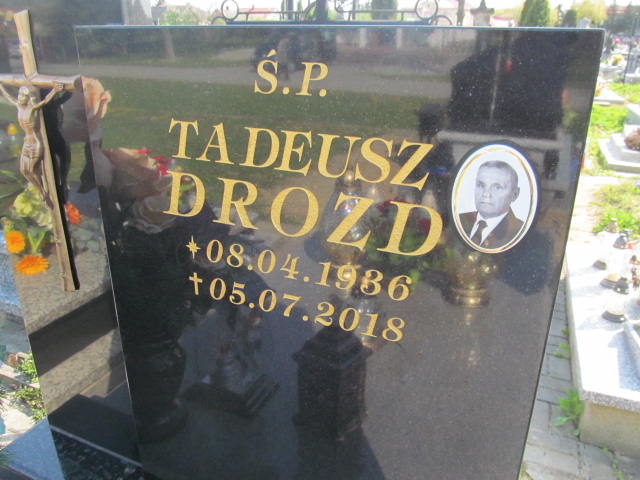 Ś.P.
TADEUSZ
DROZD
*08.04.1936
†05.07.2018